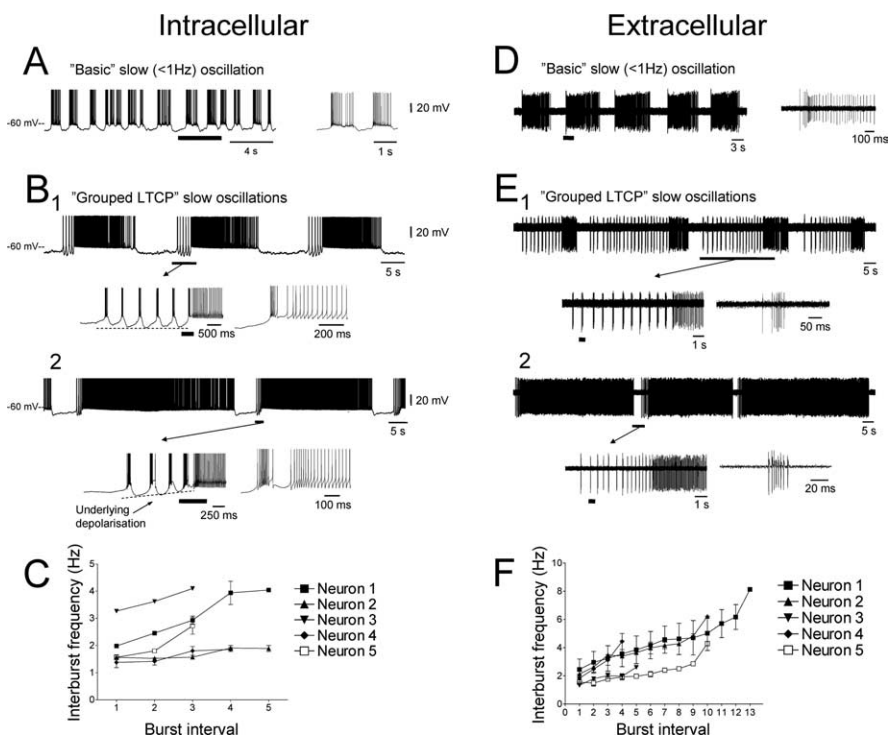 Intracellular
A
"Basic" slow (<1Hz) oscillation
-60 mV--
20 mV
4 s
1 s
B1
"Grouped LTCP" slow oscillations
-60 mV--
20 mV
5 s
500 ms
200 ms
2
-60 mV--
20 mV
5 s
Underlying
depolarisation
250 ms
100 ms
C
Interburst frequency (Hz)
5
4
3
2
1
0
1 2 3 4 5
Burst interval
Neuron 1
Neuron 2
Neuron 3
Neuron 4
Neuron 5
Extracellular
D
"Basic" slow (<1Hz) oscillation
3 s
100 ms
E1
"Grouped LTCP" slow oscillations
5 s
1 s
50 ms
2
5 s
1 s
20 ms
F
Interburst frequency (Hz)
10
8
6
4
2
0
0 1 2 3 4 5 6 7 8 9 10 11 12 13
Burst interval
Neuron 1
Neuron 2
Neuron 3
Neuron 4
Neuron 5